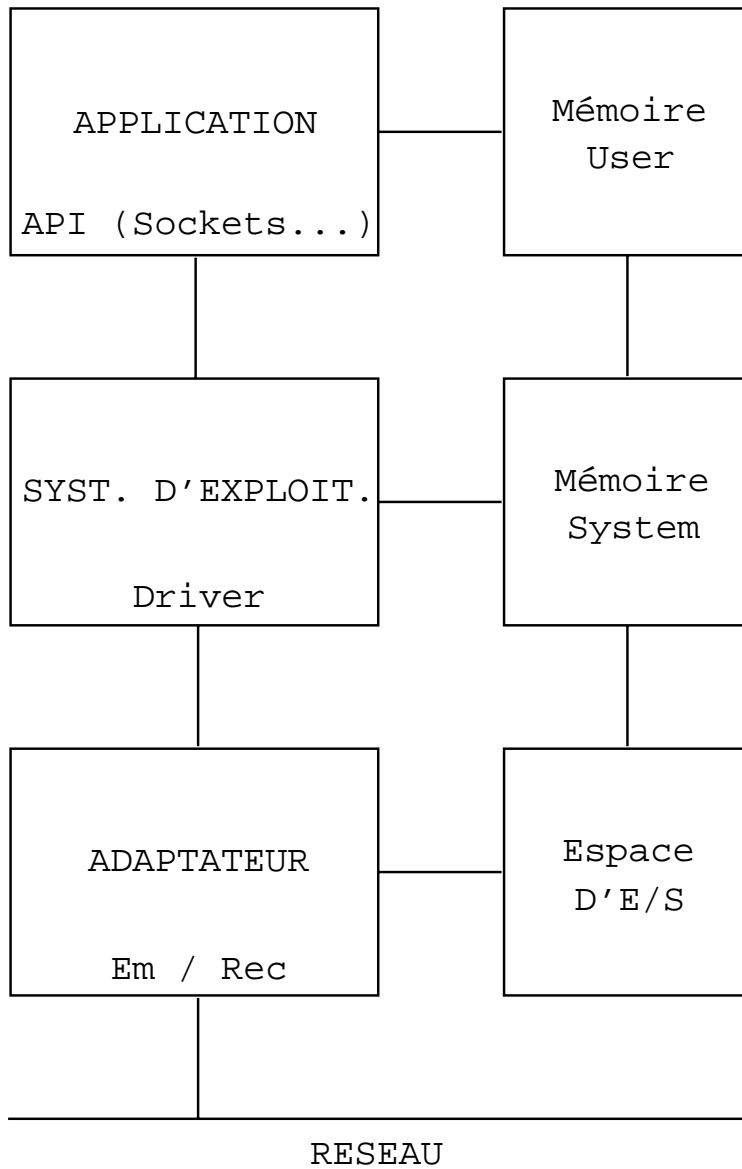 APPLICATION
API (Sockets...)
Mémoire
User
SYST. D'EXPLOIT.
Driver
Mémoire
System
ADAPTATEUR
Em / Rec
Espace
D'E/S
RESEAU